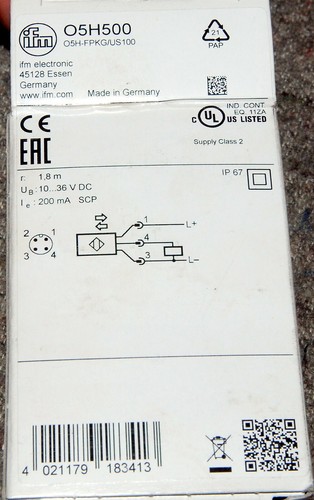 ifm
O5H500
O5H-FPKG/US100
21
PAP
ifm electronic
45128 Essen
Germany
www.ifm.com Made in Germany
CE
EAC
IND. CONT.
EQ. 11ZA
C UL US LISTED
Supply Class 2
r: 1,8 m
UB: 10...36 V DC
Ie: 200 mA SCP
IP 67
2 1
3 4
1 L+
4
3 L−
4 021179 183413